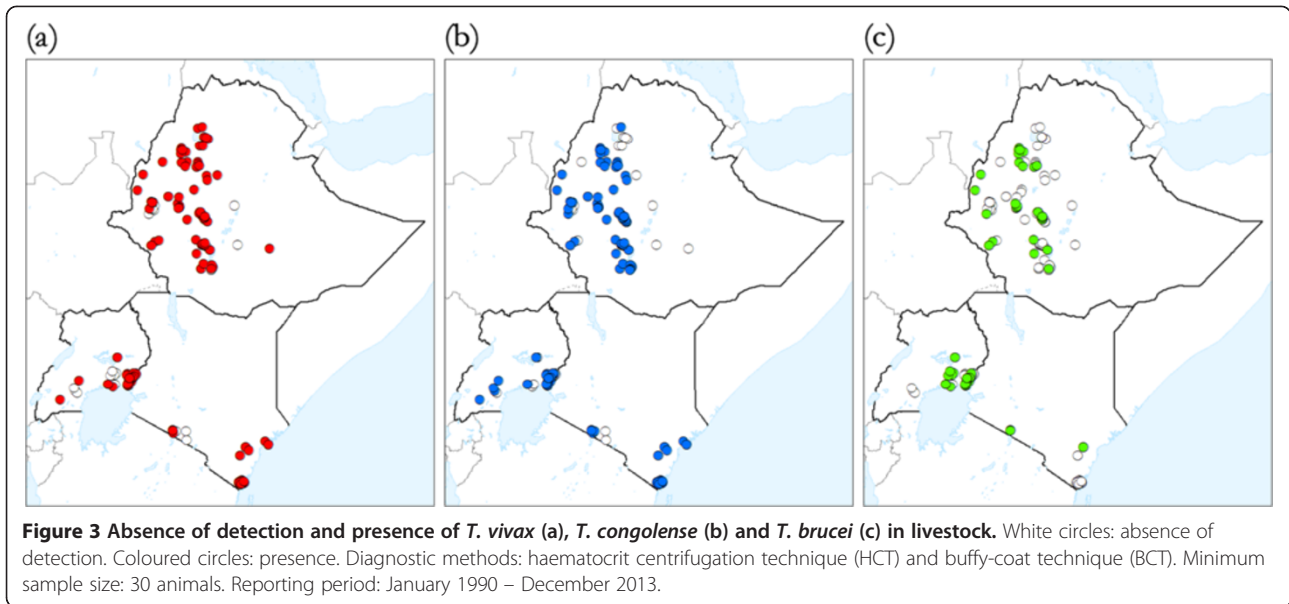 (a) (b) (c)
Figure 3 Absence of detection and presence of T. vivax (a), T. congolense (b) and T. brucei (c) in livestock. White circles: absence of
detection. Coloured circles: presence. Diagnostic methods: haematocrit centrifugation technique (HCT) and buffy-coat technique (BCT). Minimum
sample size: 30 animals. Reporting period: January 1990 – December 2013.